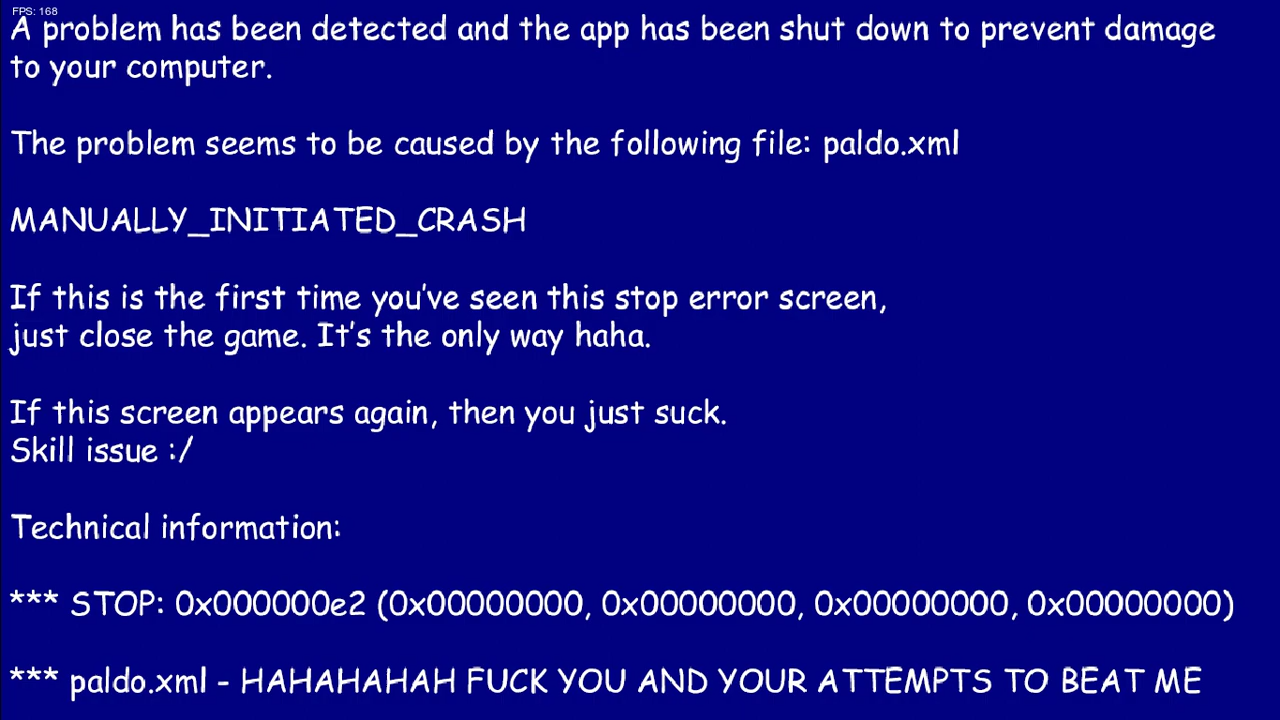 FPS: 168
A problem has been detected and the app has been shut down to prevent damage
to your computer.
The problem seems to be caused by the following file: paldo.xml
MANUALLY_INITIATED_CRASH
If this is the first time you've seen this stop error screen,
just close the game. It's the only way haha.
If this screen appears again, then you just suck.
Skill issue :/
Technical information:
*** STOP: 0x000000e2 (0x00000000, 0x00000000, 0x00000000, 0x00000000)
*** paldo.xml - HAHAHAHAH FUCK YOU AND YOUR ATTEMPTS TO BEAT ME